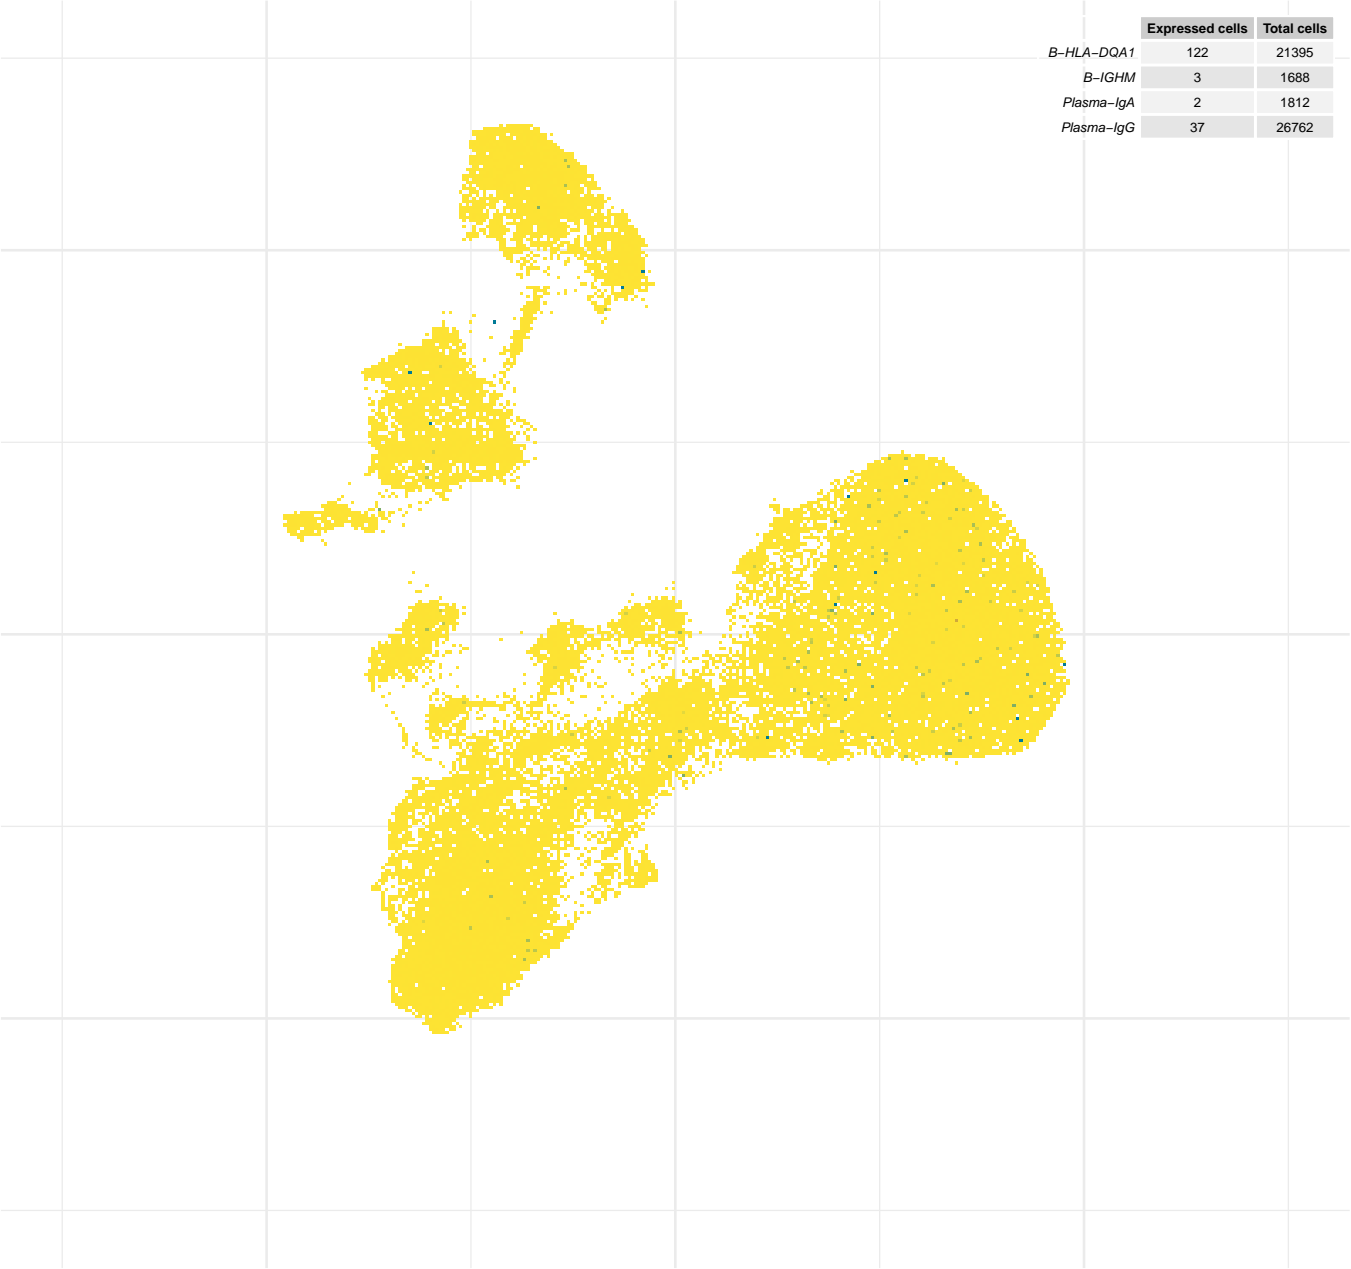 Expressed cells Total cells
B−HLA−DQA1 122 21395
B−IGHM 3 1688
Plasma−IgA 2 1812
Plasma−IgG 37 26762